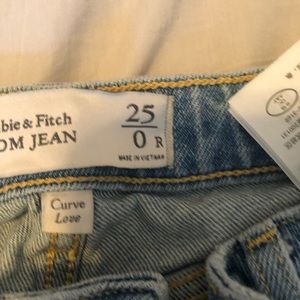 bie & Fitch
OM JEAN
25
0 R
MADE IN VIETNAM
Curve
Love